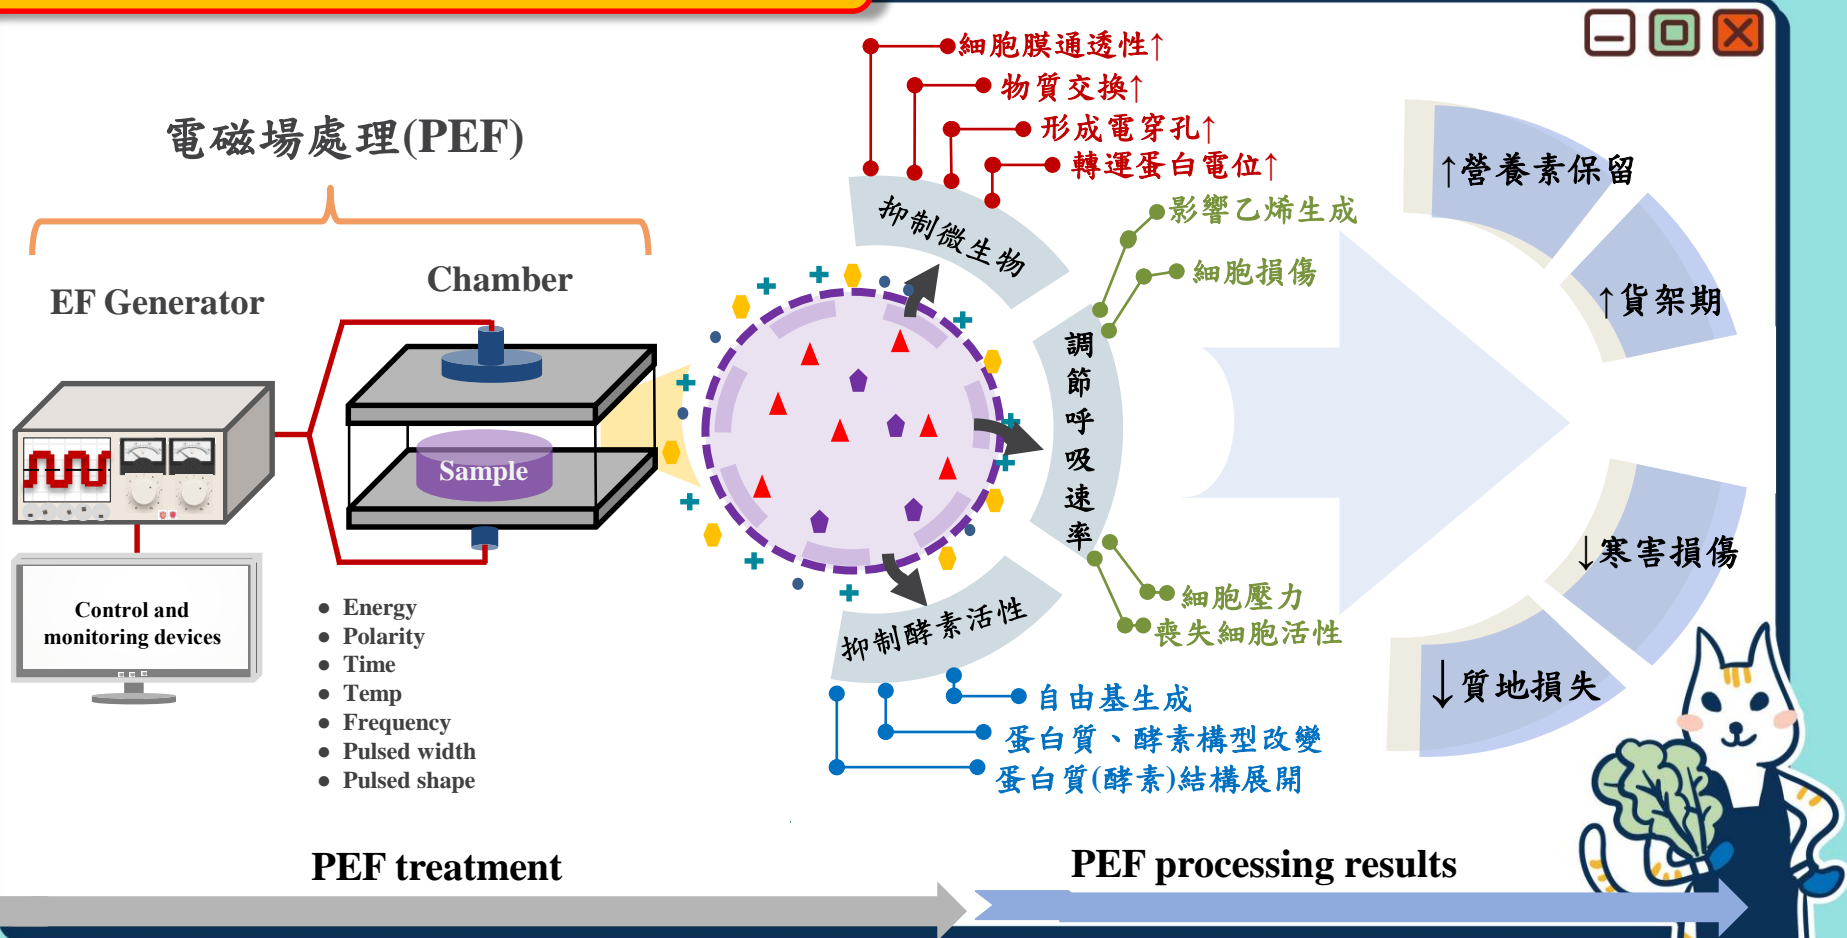 電磁場處理(PEF)
EF Generator
Chamber
Sample
Control and
monitoring devices
● Energy
● Polarity
● Time
● Temp
● Frequency
● Pulsed width
● Pulsed shape
細胞膜通透性↑
物質交換↑
形成電穿孔↑
轉運蛋白電位↑
抑制微生物
影響乙烯生成
細胞損傷
調節呼吸速率
細胞壓力
喪失細胞活性
抑制酵素活性
自由基生成
蛋白質、酵素構型改變
蛋白質(酵素)結構展開
↑營養素保留
↑貨架期
↓寒害損傷
↓質地損失
PEF treatment
PEF processing results